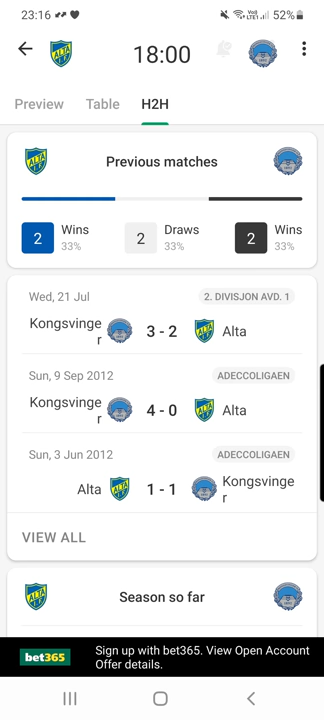 23:16
Vo)
LTE1
52%
18:00
Preview Table H2H
ALTA
Previous matches
2 Wins 33%
2 Draws 33%
2 Wins 33%
Wed, 21 Jul
2. DIVISJON AVD. 1
Kongsvinge
r
3 - 2
Alta
Sun, 9 Sep 2012
ADECCOLIGAEN
Kongsvinge
r
4 - 0
Alta
Sun, 3 Jun 2012
ADECCOLIGAEN
Alta
1 - 1
Kongsvinge
r
VIEW ALL
Season so far
bet365
Sign up with bet365. View Open Account
Offer details.